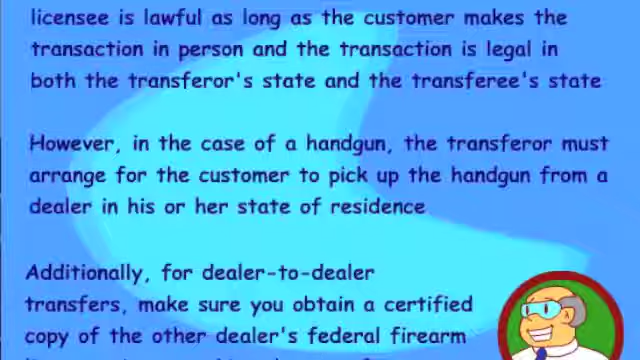 licensee is lawful as long as the customer makes the
transaction in person and the transaction is legal in
both the transferor's state and the transferee's state
However, in the case of a handgun, the transferor must
arrange for the customer to pick up the handgun from a
dealer in his or her state of residence
Additionally, for dealer-to-dealer
transfers, make sure you obtain a certified
copy of the other dealer's federal firearm